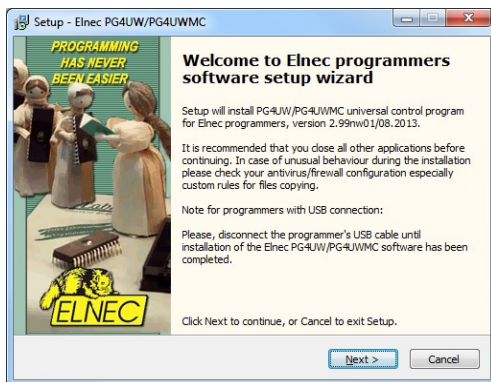 Setup - Elnec PG4UW/PG4UWMC
PROGRAMMING
HAS NEVER
BEEN EASIER
Welcome to Elnec programmers
software setup wizard
Setup will install PG4UW/PG4UWMC universal control program
for Elnec programmers, version 2.99nw01/08.2013.
It is recommended that you close all other applications before
continuing. In case of unusual behaviour during the installation
please check your antivirus/firewall configuration especially
custom rules for files copying.
Note for programmers with USB connection:
Please, disconnect the programmer's USB cable until
installation of the Elnec PG4UW/PG4UWMC software has been
completed.
ELNEC
Click Next to continue, or Cancel to exit Setup.
Next >
Cancel